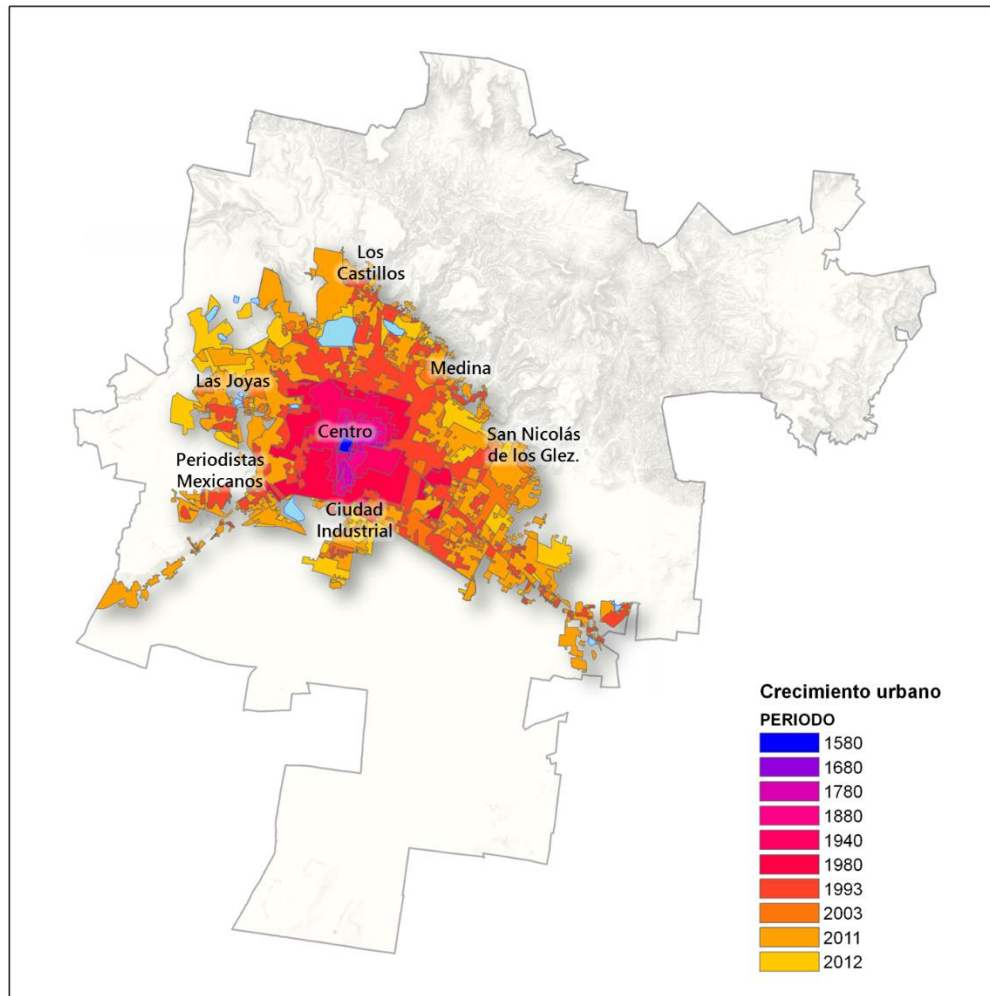 Los
Castillos
Las Joyas
Medina
Centro
San Nicolás
de los Glez.
Periodistas
Mexicanos
Ciudad
Industrial
Crecimiento urbano
PERIODO
1580
1680
1780
1880
1940
1980
1993
2003
2011
2012